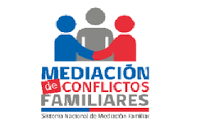 MEDIACIÓN
de CONFLICTOS
FAMILIARES
Sistema Nacional de Mediación Familiar